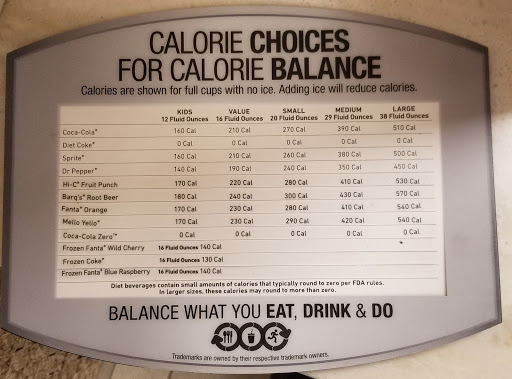 CALORIE CHOICES
FOR CALORIE BALANCE
Calories are shown for full cups with no ice. Adding ice will reduce calories.
KIDS VALUE SMALL MEDIUM LARGE
12 Fluid Ounces 16 Fluid Ounces 20 Fluid Ounces 29 Fluid Ounces 38 Fluid Ounces
Coca-Cola® 160 Cal 210 Cal 270 Cal 390 Cal 510 Cal
Diet Coke® 0 Cal 0 Cal 0 Cal 0 Cal 0 Cal
Sprite® 160 Cal 210 Cal 260 Cal 380 Cal 500 Cal
Dr Pepper® 140 Cal 190 Cal 240 Cal 350 Cal 450 Cal
Hi-C® Fruit Punch 170 Cal 220 Cal 280 Cal 410 Cal 530 Cal
Barq's® Root Beer 180 Cal 240 Cal 300 Cal 430 Cal 570 Cal
Fanta® Orange 170 Cal 230 Cal 280 Cal 410 Cal 540 Cal
Mello Yello® 170 Cal 230 Cal 290 Cal 420 Cal 540 Cal
Coca-Cola Zero™ 0 Cal 0 Cal 0 Cal 0 Cal 0 Cal
Frozen Fanta® Wild Cherry 16 Fluid Ounces 140 Cal
Frozen Coke® 16 Fluid Ounces 130 Cal
Frozen Fanta® Blue Raspberry 16 Fluid Ounces 140 Cal
Diet beverages contain small amounts of calories that typically round to zero per FDA rules.
In larger sizes, these calories may round to more than zero.
BALANCE WHAT YOU EAT, DRINK & DO
Trademarks are owned by their respective trademark owners.